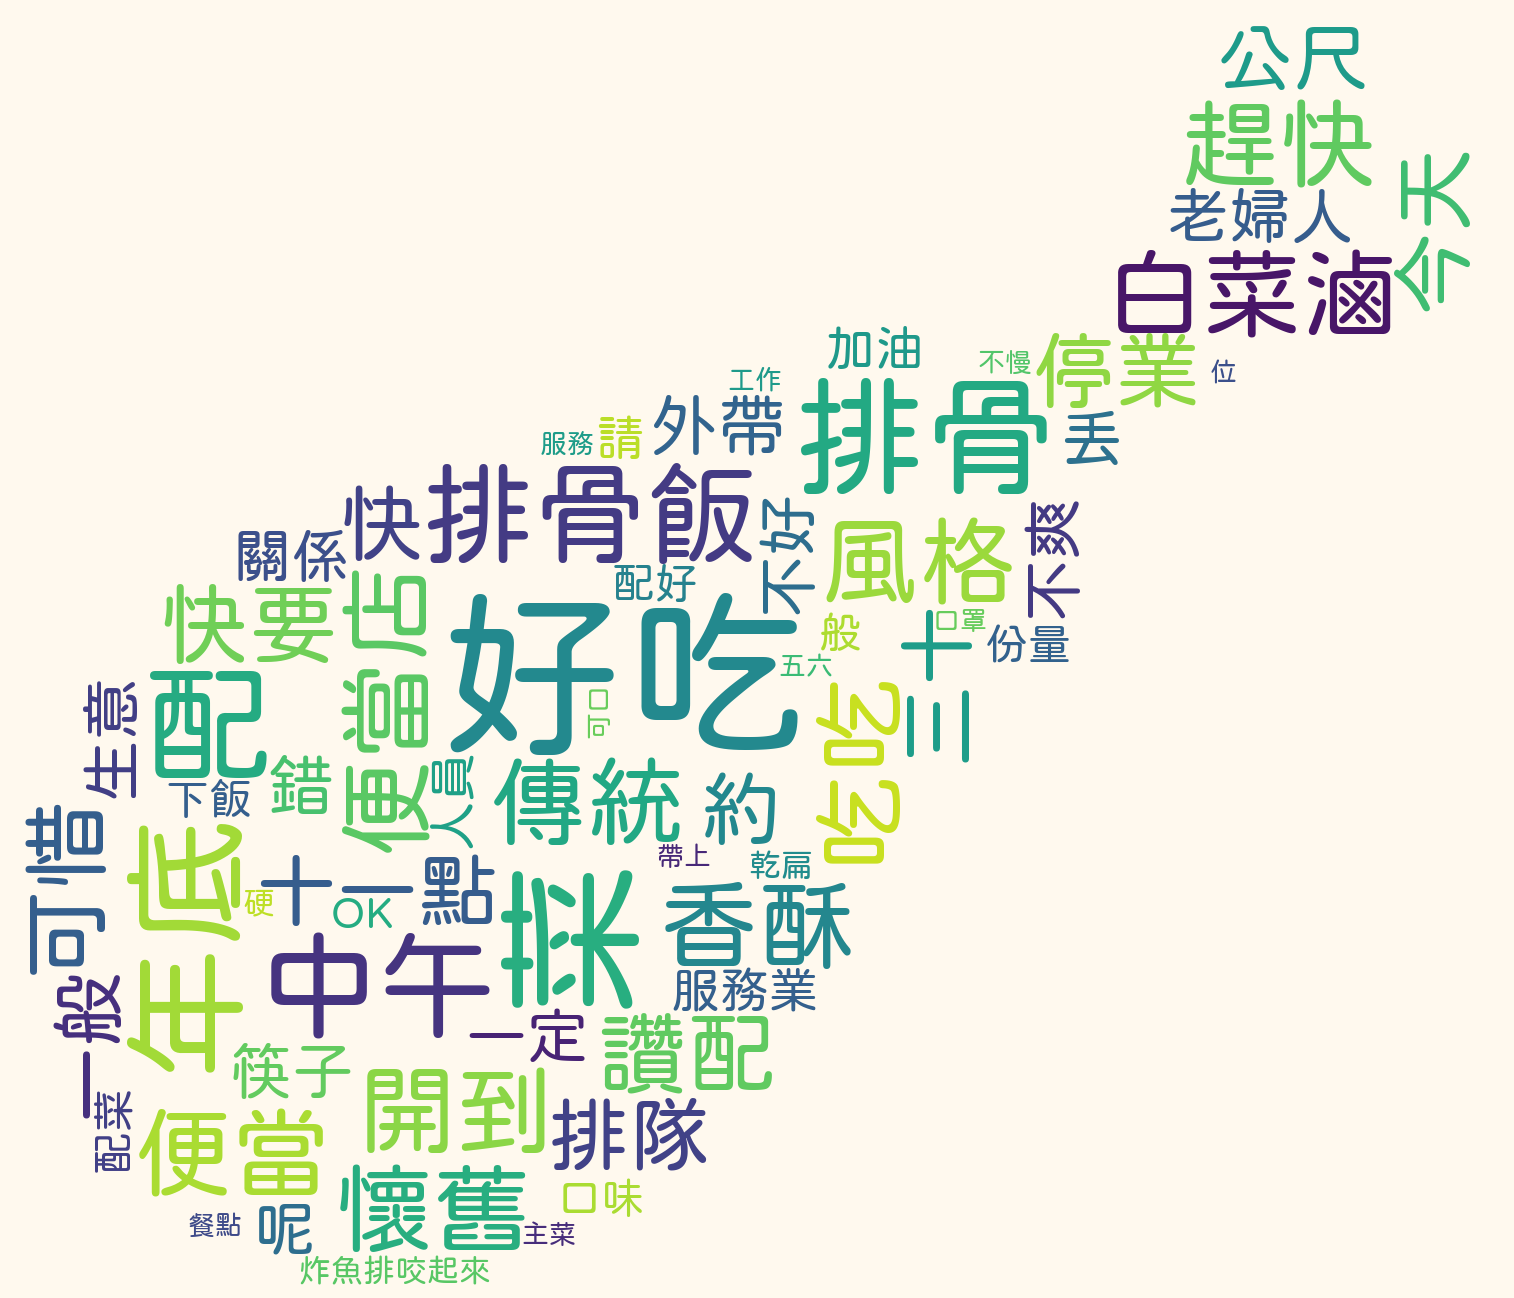 公尺
趕快
今天
老婦人
白菜滷
加油
不慢
停業
位
工作
外帶
排骨
丟
服務
請
快
排骨飯
不好
風格
不爽
關係
配好
快要
便當店
好吃
可口
般
口罩
三十
份量
五六
吃吃
生意
配
錯
人員
傳統
約
下飯
可惜
年底
硬
十一點
OK
帶上
乾扁
香酥
中午
服務業
一般
一定
讚配
筷子
開到
排隊
配菜
便當
懷舊
口味
餐點
呢
主菜
炸魚排咬起來